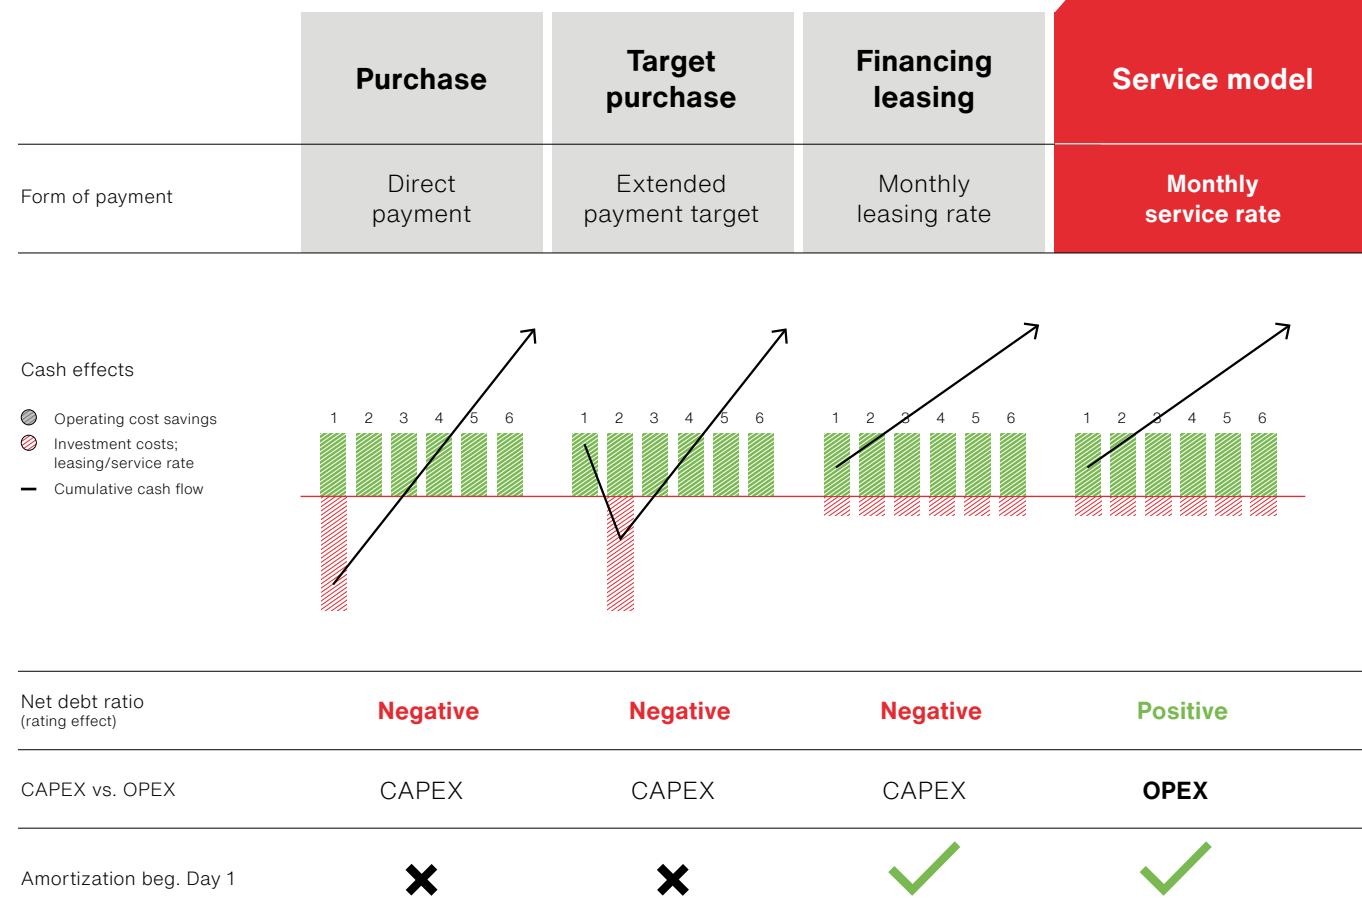 Purchase
Target
purchase
Financing
leasing
Service model
Form of payment
Direct
payment
Extended
payment target
Monthly
leasing rate
Monthly
service rate
Cash effects
Operating cost savings
Investment costs;
leasing/service rate
Cumulative cash flow
1 2 3 4 5 6
1 2 3 4 5 6
1 2 3 4 5 6
1 2 3 4 5 6
Net debt ratio
(rating effect)
Negative
Negative
Negative
Positive
CAPEX vs. OPEX
CAPEX
CAPEX
CAPEX
OPEX
Amortization beg. Day 1